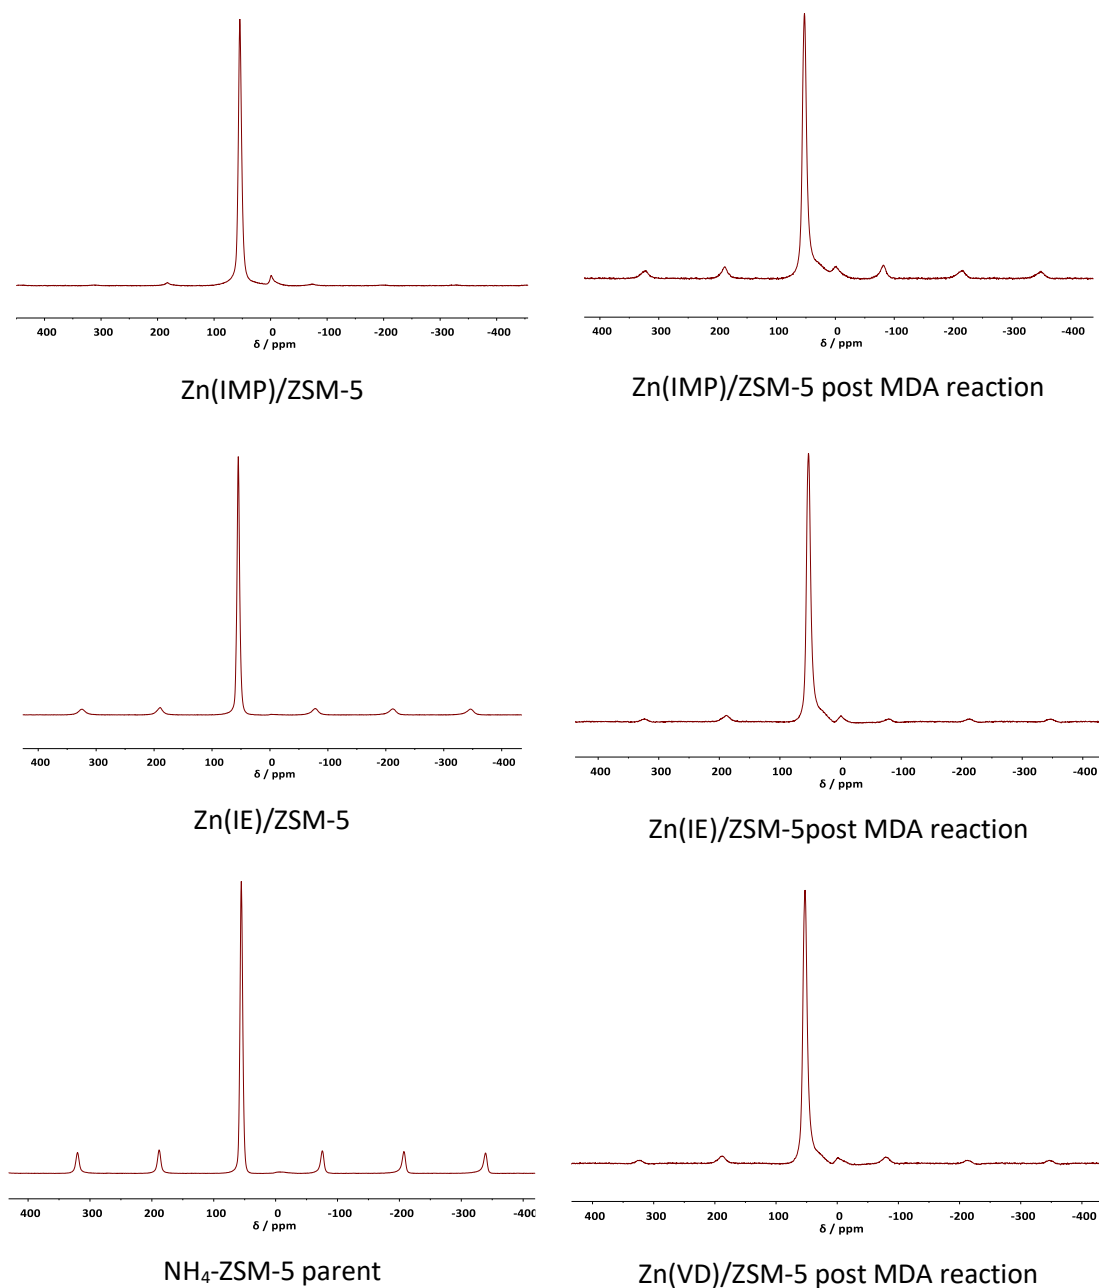 400 300 200 100 0 -100 -200 -300 -400
δ / ppm
Zn(IMP)/ZSM-5
400 300 200 100 0 -100 -200 -300 -400
δ / ppm
Zn(IMP)/ZSM-5 post MDA reaction
400 300 200 100 0 -100 -200 -300 -400
δ / ppm
Zn(IE)/ZSM-5
400 300 200 100 0 -100 -200 -300 -400
δ / ppm
Zn(IE)/ZSM-5post MDA reaction
400 300 200 100 0 -100 -200 -300 -400
δ / ppm
NH₄-ZSM-5 parent
400 300 200 100 0 -100 -200 -300 -400
δ / ppm
Zn(VD)/ZSM-5 post MDA reaction